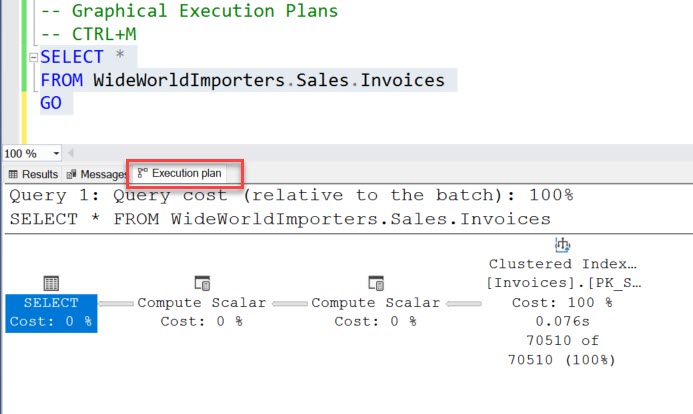 -- Graphical Execution Plans
-- CTRL+M
SELECT *
FROM WideWorldImporters.Sales.Invoices
GO
100 %
Results Messages Execution plan
Query 1: Query cost (relative to the batch): 100%
SELECT * FROM WideWorldImporters.Sales.Invoices
SELECT
Cost: 0 %
Compute Scalar
Cost: 0 %
Compute Scalar
Cost: 0 %
Clustered Index…
[Invoices].[PK_S…
Cost: 100 %
0.076s
70510 of
70510 (100%)